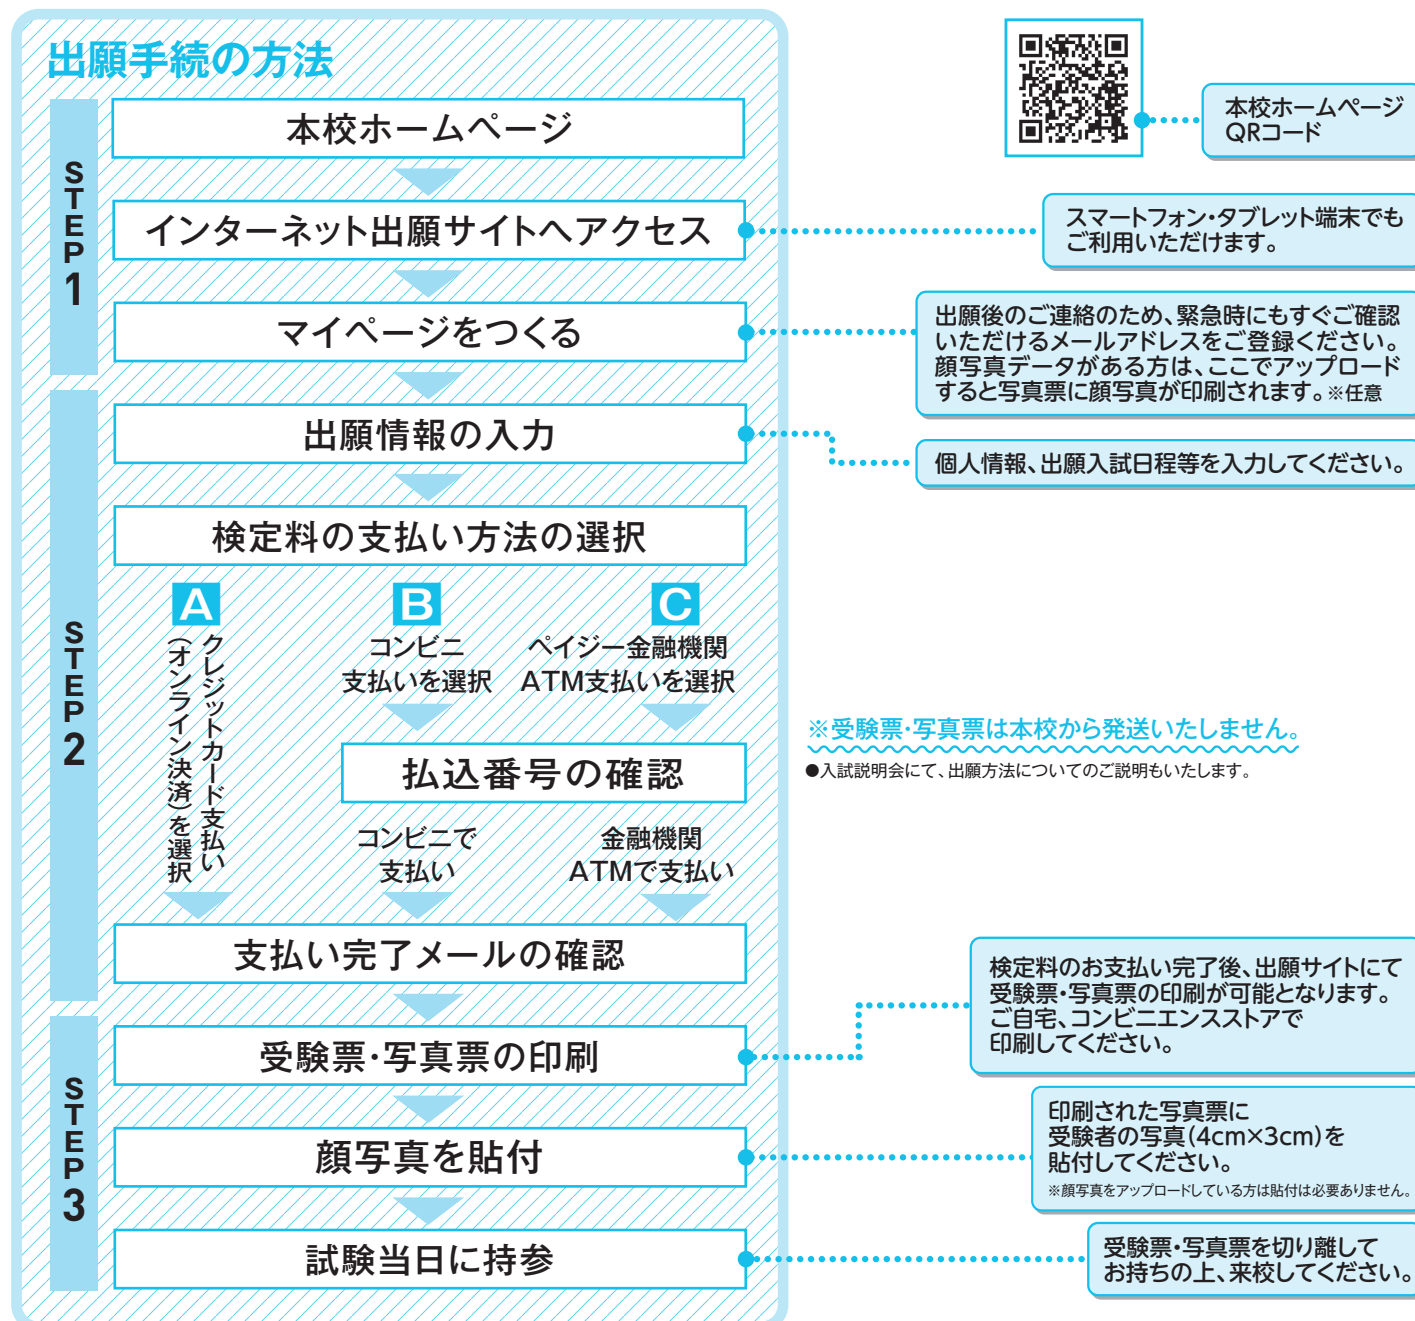 出願手続の方法
STEP1
本校ホームページ
本校ホームページ
QRコード
インターネット出願サイトへアクセス
スマートフォン・タブレット端末でも
ご利用いただけます。
マイページをつくる
出願後のご連絡のため、緊急時にもすぐご確認
いただけるメールアドレスをご登録ください。
顔写真データがある方は、ここでアップロード
すると写真票に顔写真が印刷されます。※任意
STEP2
出願情報の入力
個人情報、出願入試日程等を入力してください。
検定料の支払い方法の選択
A
クレジットカード支払い
(オンライン決済)を選択
B
コンビニ
支払いを選択
C
ペイジー金融機関
ATM支払いを選択
払込番号の確認
コンビニで
支払い
金融機関
ATMで支払い
支払い完了メールの確認
※受験票・写真票は本校から発送いたしません。
●入試説明会にて、出願方法についてのご説明もいたします。
STEP3
受験票・写真票の印刷
検定料のお支払い完了後、出願サイトにて
受験票・写真票の印刷が可能となります。
ご自宅、コンビニエンスストアで
印刷してください。
顔写真を貼付
印刷された写真票に
受験者の写真(4cm×3cm)を
貼付してください。
※顔写真をアップロードしている方は貼付は必要ありません。
試験当日に持参
受験票・写真票を切り離して
お持ちの上、来校してください。